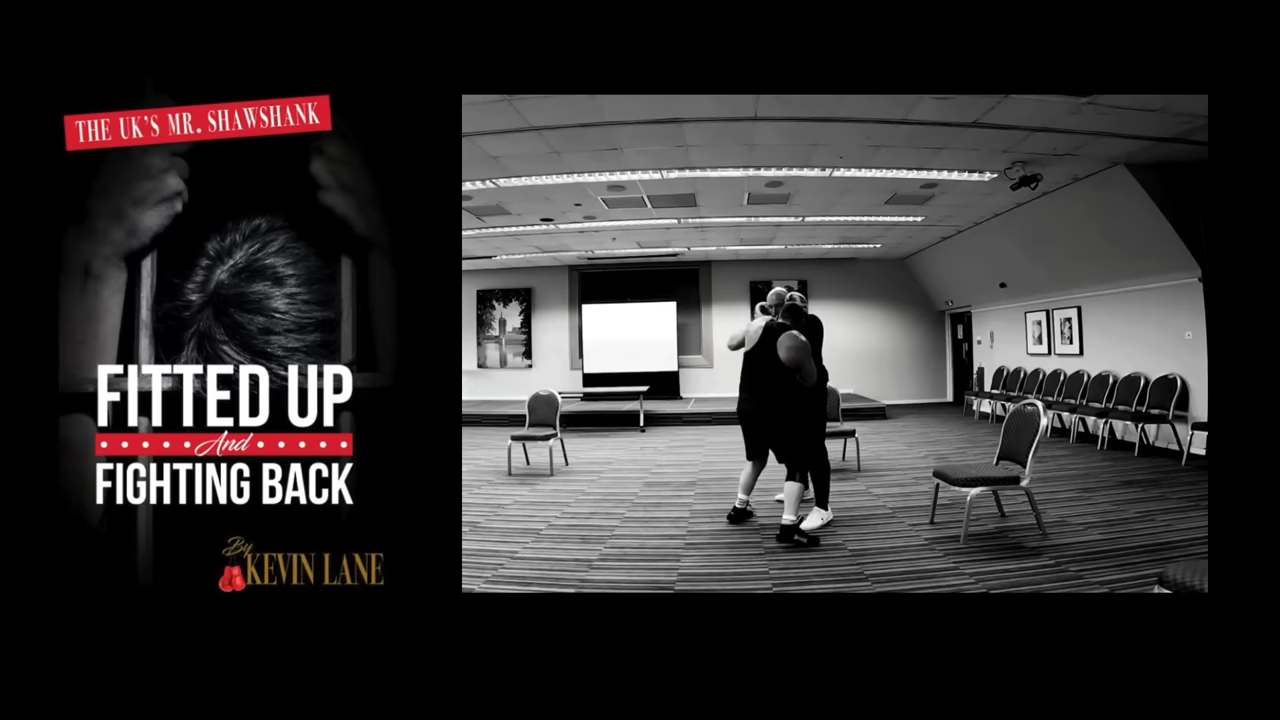 THE UK'S MR. SHAWSHANK
FITTED UP
And
FIGHTING BACK
By
KEVIN LANE